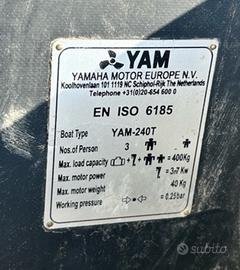 YAM
YAMAHA MOTOR EUROPE N.V.
Koolhovenlaan 101 1119 NC Schiphol-Rijk The Netherlands
Telephone +31(0)20-654 600 0
EN ISO 6185
Boat Type YAM-240T
Nos. of Person 3
Max. load capacity + + = 400Kg
Max. motor power = 3.7Kw
Max. motor weight 40 Kg
Working pressure = 0.25bar
subito